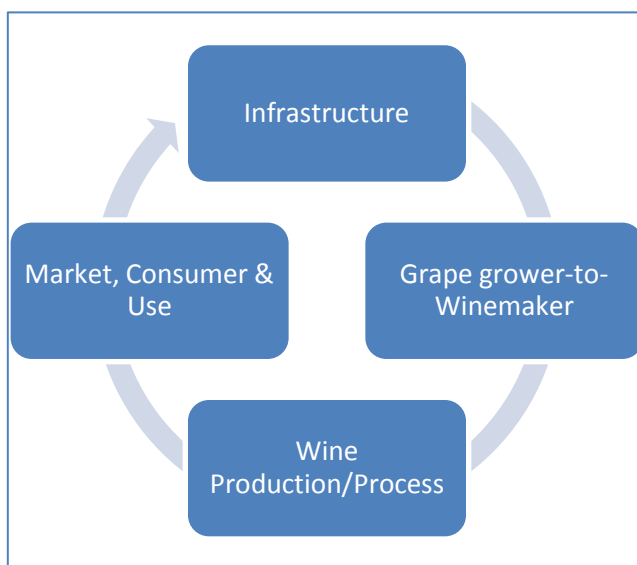 Infrastructure
Market, Consumer &
Use
Grape grower-to-
Winemaker
Wine
Production/Process